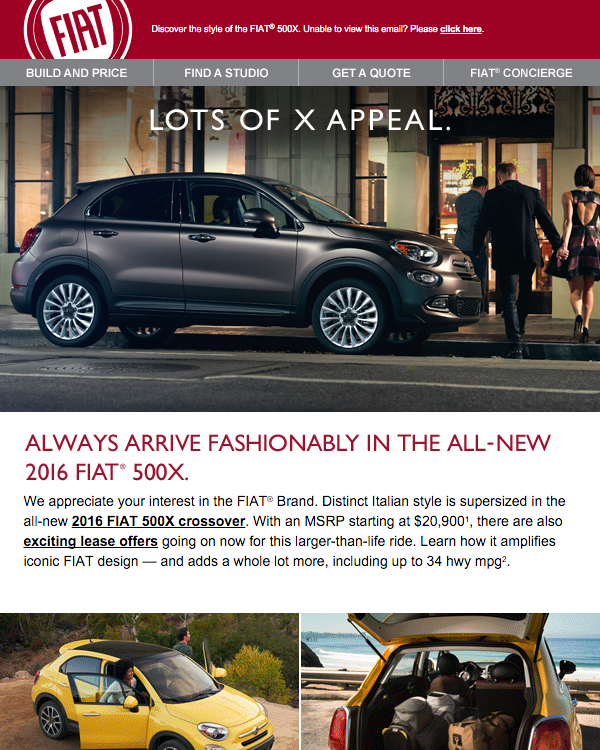 FIAT
Discover the style of the FIAT® 500X. Unable to view this email? Please click here.
BUILD AND PRICE
FIND A STUDIO
GET A QUOTE
FIAT® CONCIERGE
LOTS OF X APPEAL.
ALWAYS ARRIVE FASHIONABLY IN THE ALL-NEW
2016 FIAT® 500X.
We appreciate your interest in the FIAT® Brand. Distinct Italian style is supersized in the
all-new 2016 FIAT 500X crossover. With an MSRP starting at $20,900¹, there are also
exciting lease offers going on now for this larger-than-life ride. Learn how it amplifies
iconic FIAT design — and adds a whole lot more, including up to 34 hwy mpg².